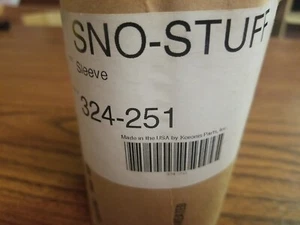 SNO-STUFF
Sleeve
324-251
Made in the USA by